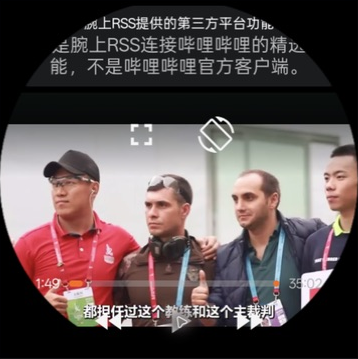 腕上RSS提供的第三方平台功能
是腕上RSS连接哔哩哔哩的精选
能，不是哔哩哔哩官方客户端。
1:49
35:02
都担任过这个教练和这个主裁判